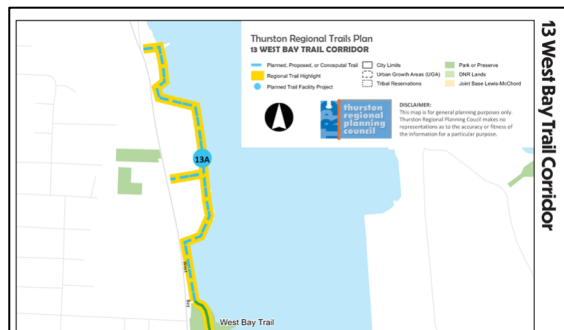 Thurston Regional Trails Plan
13 WEST BAY TRAIL CORRIDOR
Planned, Proposed, or Conceputal Trail
Regional Trail Highlight
Planned Trail Facility Project
City Limits
Urban Growth Areas (UGA)
Tribal Reservations
Park or Preserve
DNR Lands
Joint Base Lewis-McChord
TRPC
thurston
regional
planning
council
DISCLAIMER:
This map is for general planning purposes only.
Thurston Regional Planning Council makes no
representations as to the accuracy or fitness of
the information for a particular purpose.
13 West Bay Trail Corridor
13A
West Bay Trail